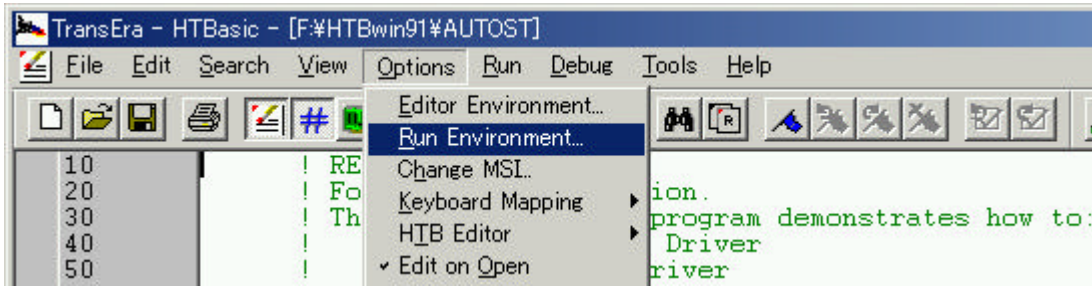 TransEra - HTBasic - [F:¥HTBwin91¥AUTOST]
File Edit Search View Options Run Debug Tools Help
Editor Environment...
Run Environment...
Change MSI..
Keyboard Mapping
HTB Editor
Edit on Open
10 ! RE
20 ! Fo ion.
30 ! Th program demonstrates how to:
40 ! Driver
50 ! river